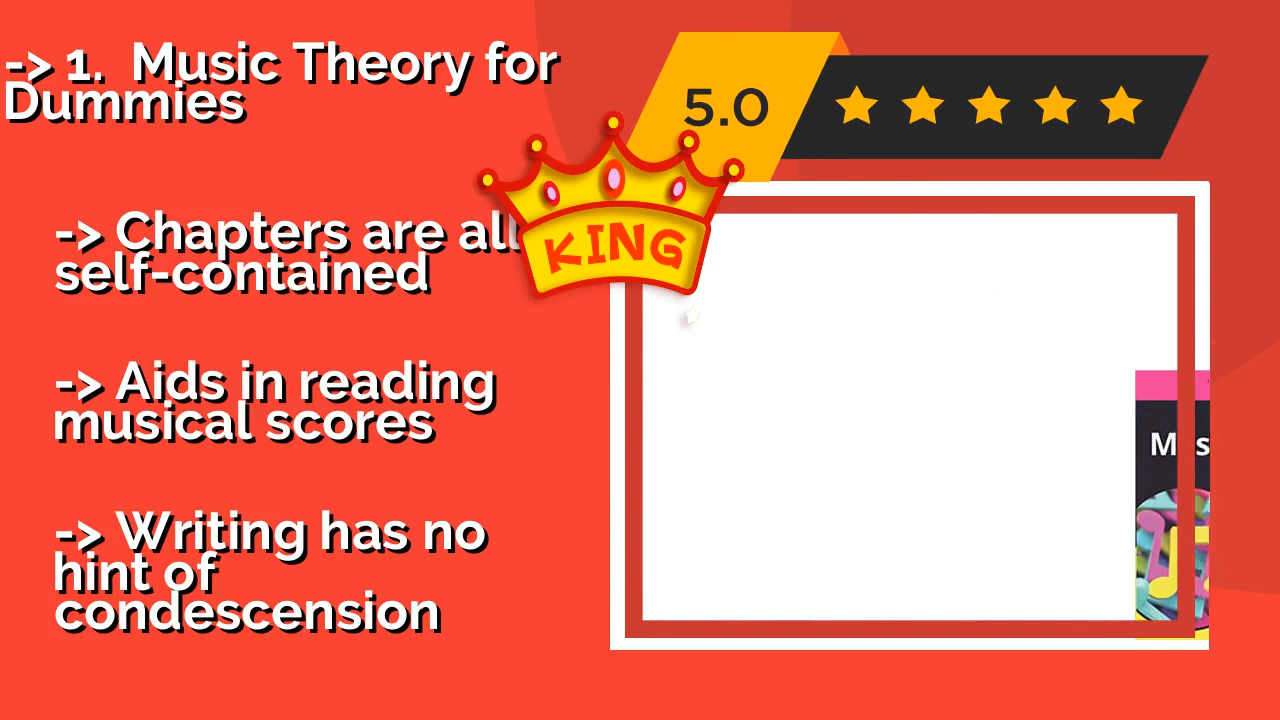 -> 1.  Music Theory for
Dummies
5.0
KING
-> Chapters are all
self-contained
-> Aids in reading
musical scores
-> Writing has no
hint of
condescension